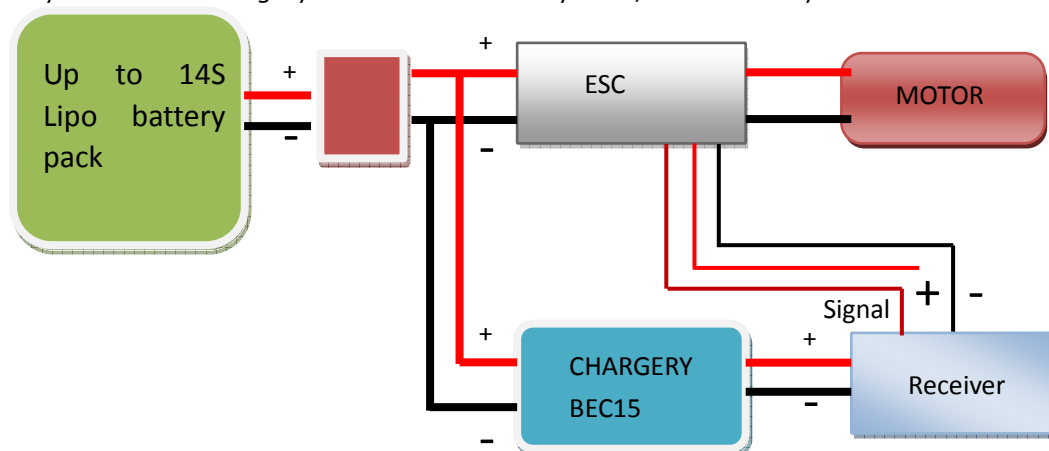 Up to 14S
Lipo battery
pack
+
-
+
-
ESC
MOTOR
+
-
Signal
+
-
CHARGERY
BEC15
+
-
Receiver